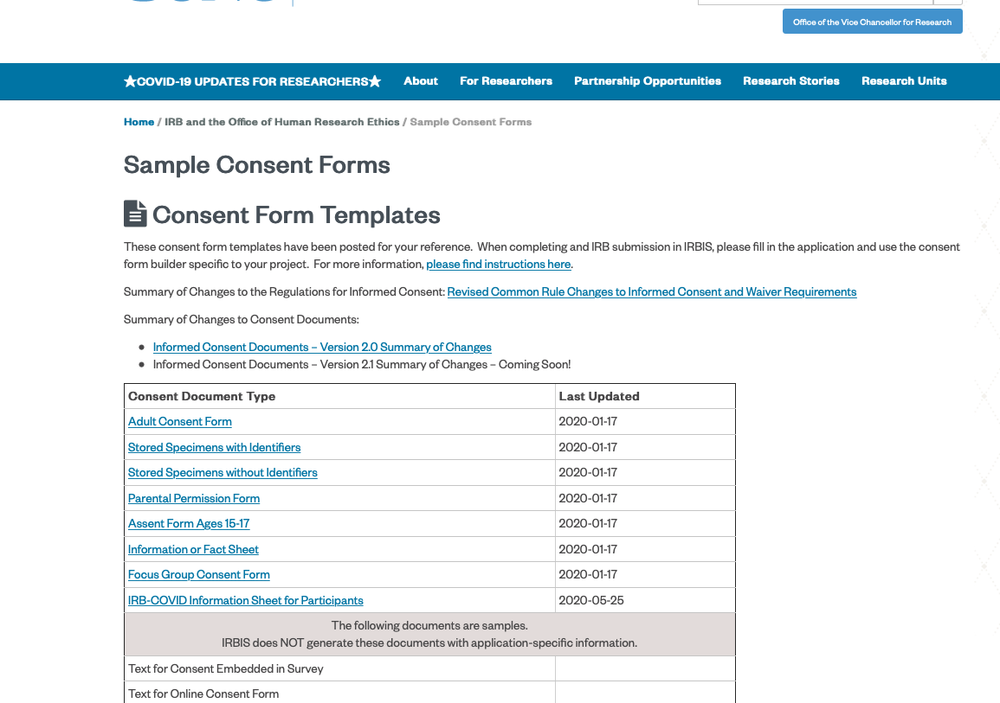 Office of the Vice Chancellor for Research
★COVID-19 UPDATES FOR RESEARCHERS★ About For Researchers Partnership Opportunities Research Stories Research Units
Home / IRB and the Office of Human Research Ethics / Sample Consent Forms
Sample Consent Forms
Consent Form Templates
These consent form templates have been posted for your reference. When completing and IRB submission in IRBIS, please fill in the application and use the consent
form builder specific to your project. For more information, please find instructions here.
Summary of Changes to the Regulations for Informed Consent: Revised Common Rule Changes to Informed Consent and Waiver Requirements
Summary of Changes to Consent Documents:
● Informed Consent Documents – Version 2.0 Summary of Changes
● Informed Consent Documents – Version 2.1 Summary of Changes – Coming Soon!
Consent Document Type Last Updated
Adult Consent Form 2020-01-17
Stored Specimens with Identifiers 2020-01-17
Stored Specimens without Identifiers 2020-01-17
Parental Permission Form 2020-01-17
Assent Form Ages 15-17 2020-01-17
Information or Fact Sheet 2020-01-17
Focus Group Consent Form 2020-01-17
IRB-COVID Information Sheet for Participants 2020-05-25
The following documents are samples.
IRBIS does NOT generate these documents with application-specific information.
Text for Consent Embedded in Survey
Text for Online Consent Form